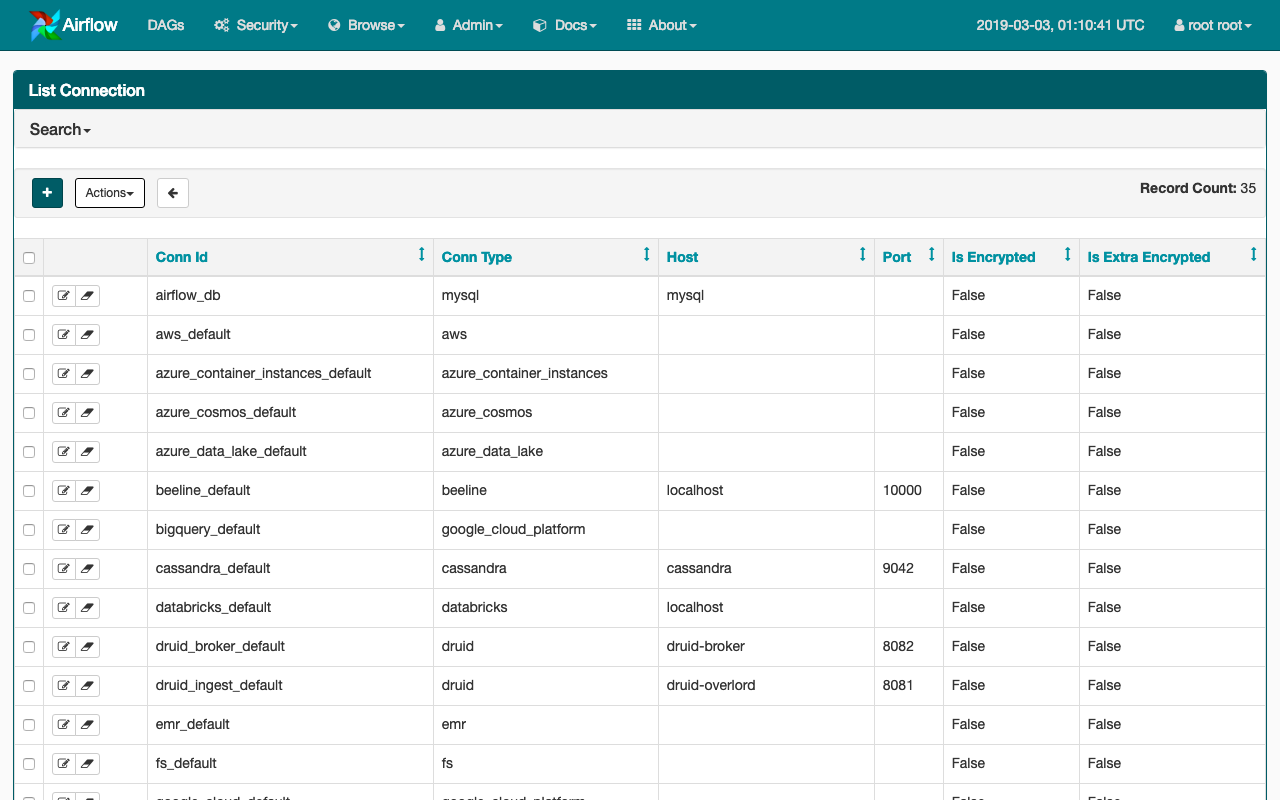 Airflow DAGs Security Browse Admin Docs About 2019-03-03, 01:10:41 UTC root root
List Connection
Search
+ Actions Record Count: 35
Conn Id Conn Type Host Port Is Encrypted Is Extra Encrypted
airflow_db mysql mysql False False
aws_default aws False False
azure_container_instances_default azure_container_instances False False
azure_cosmos_default azure_cosmos False False
azure_data_lake_default azure_data_lake False False
beeline_default beeline localhost 10000 False False
bigquery_default google_cloud_platform False False
cassandra_default cassandra cassandra 9042 False False
databricks_default databricks localhost False False
druid_broker_default druid druid-broker 8082 False False
druid_ingest_default druid druid-overlord 8081 False False
emr_default emr False False
fs_default fs False False
google_cloud_default google_cloud_platform False False